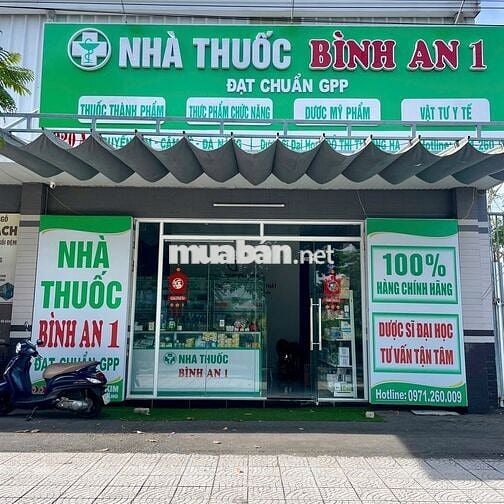 NHÀ THUỐC BÌNH AN 1
ĐẠT CHUẨN GPP
THUỐC THÀNH PHẨM
THỰC PHẨM CHỨC NĂNG
DƯỢC MỸ PHẨM
VẬT TƯ Y TẾ
muaban.net
NHÀ
THUỐC
BÌNH AN 1
ĐẠT CHUẨN GPP
NHÀ THUỐC
BÌNH AN 1
100%
HÀNG CHÍNH HÃNG
DƯỢC SĨ ĐẠI HỌC
TƯ VẤN TẬN TÂM
Hotline: 0971.260.009